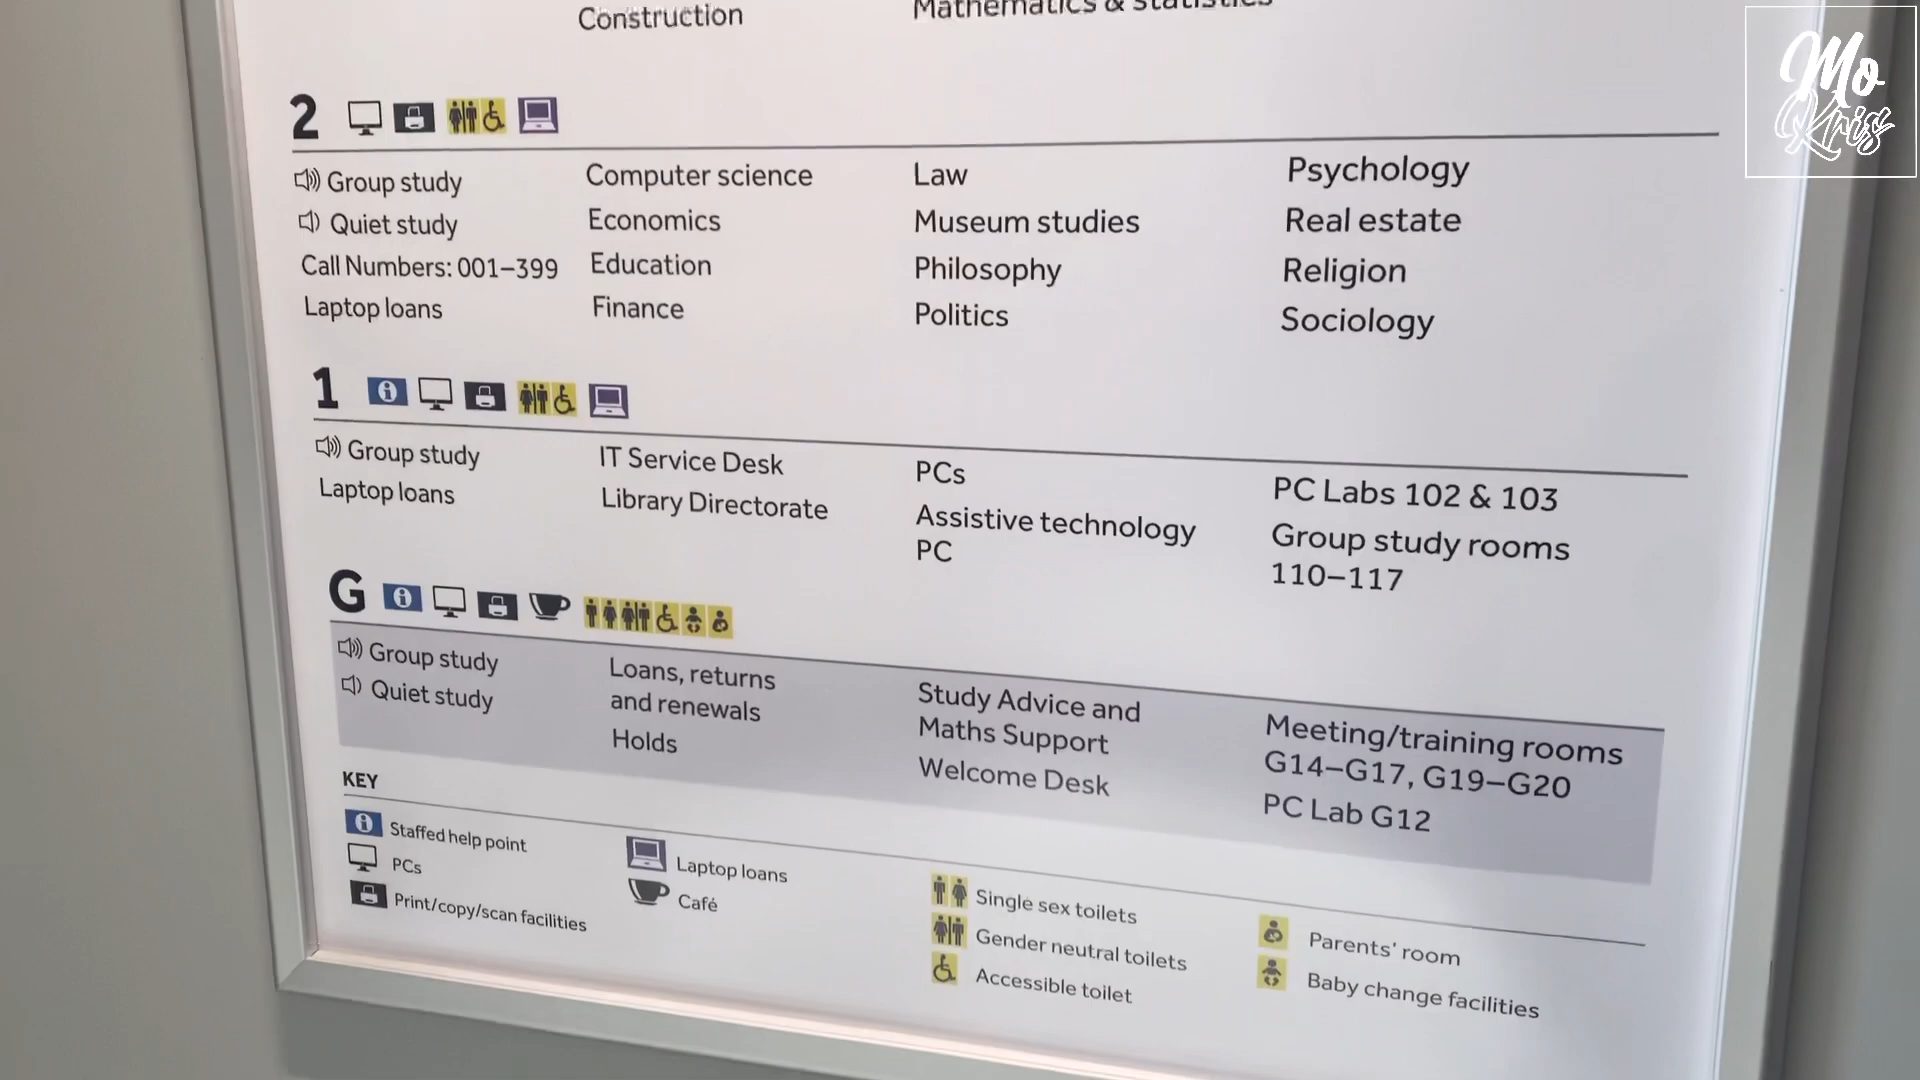 Construction
Mathematics & statistics
Mo
Kris
2
Group study
Quiet study
Call Numbers: 001–399
Laptop loans
Computer science
Economics
Education
Finance
Law
Museum studies
Philosophy
Politics
Psychology
Real estate
Religion
Sociology
1
Group study
Laptop loans
IT Service Desk
Library Directorate
PCs
Assistive technology
PC
PC Labs 102 & 103
Group study rooms
110–117
G
Group study
Quiet study
Loans, returns
and renewals
Holds
Study Advice and
Maths Support
Welcome Desk
Meeting/training rooms
G14–G17, G19–G20
PC Lab G12
KEY
Staffed help point
PCs
Print/copy/scan facilities
Laptop loans
Café
Single sex toilets
Gender neutral toilets
Accessible toilet
Parents' room
Baby change facilities